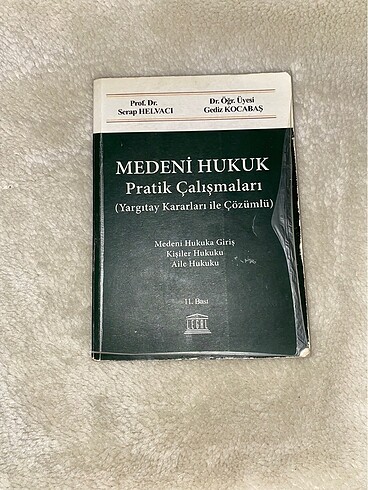 Prof. Dr.
Serap HELVACI
Dr. Öğr. Üyesi
Gediz KOCABAŞ
MEDENİ HUKUK
Pratik Çalışmaları
(Yargıtay Kararları ile Çözümlü)
Medeni Hukuka Giriş
Kişiler Hukuku
Aile Hukuku
11. Bası
LEGAL